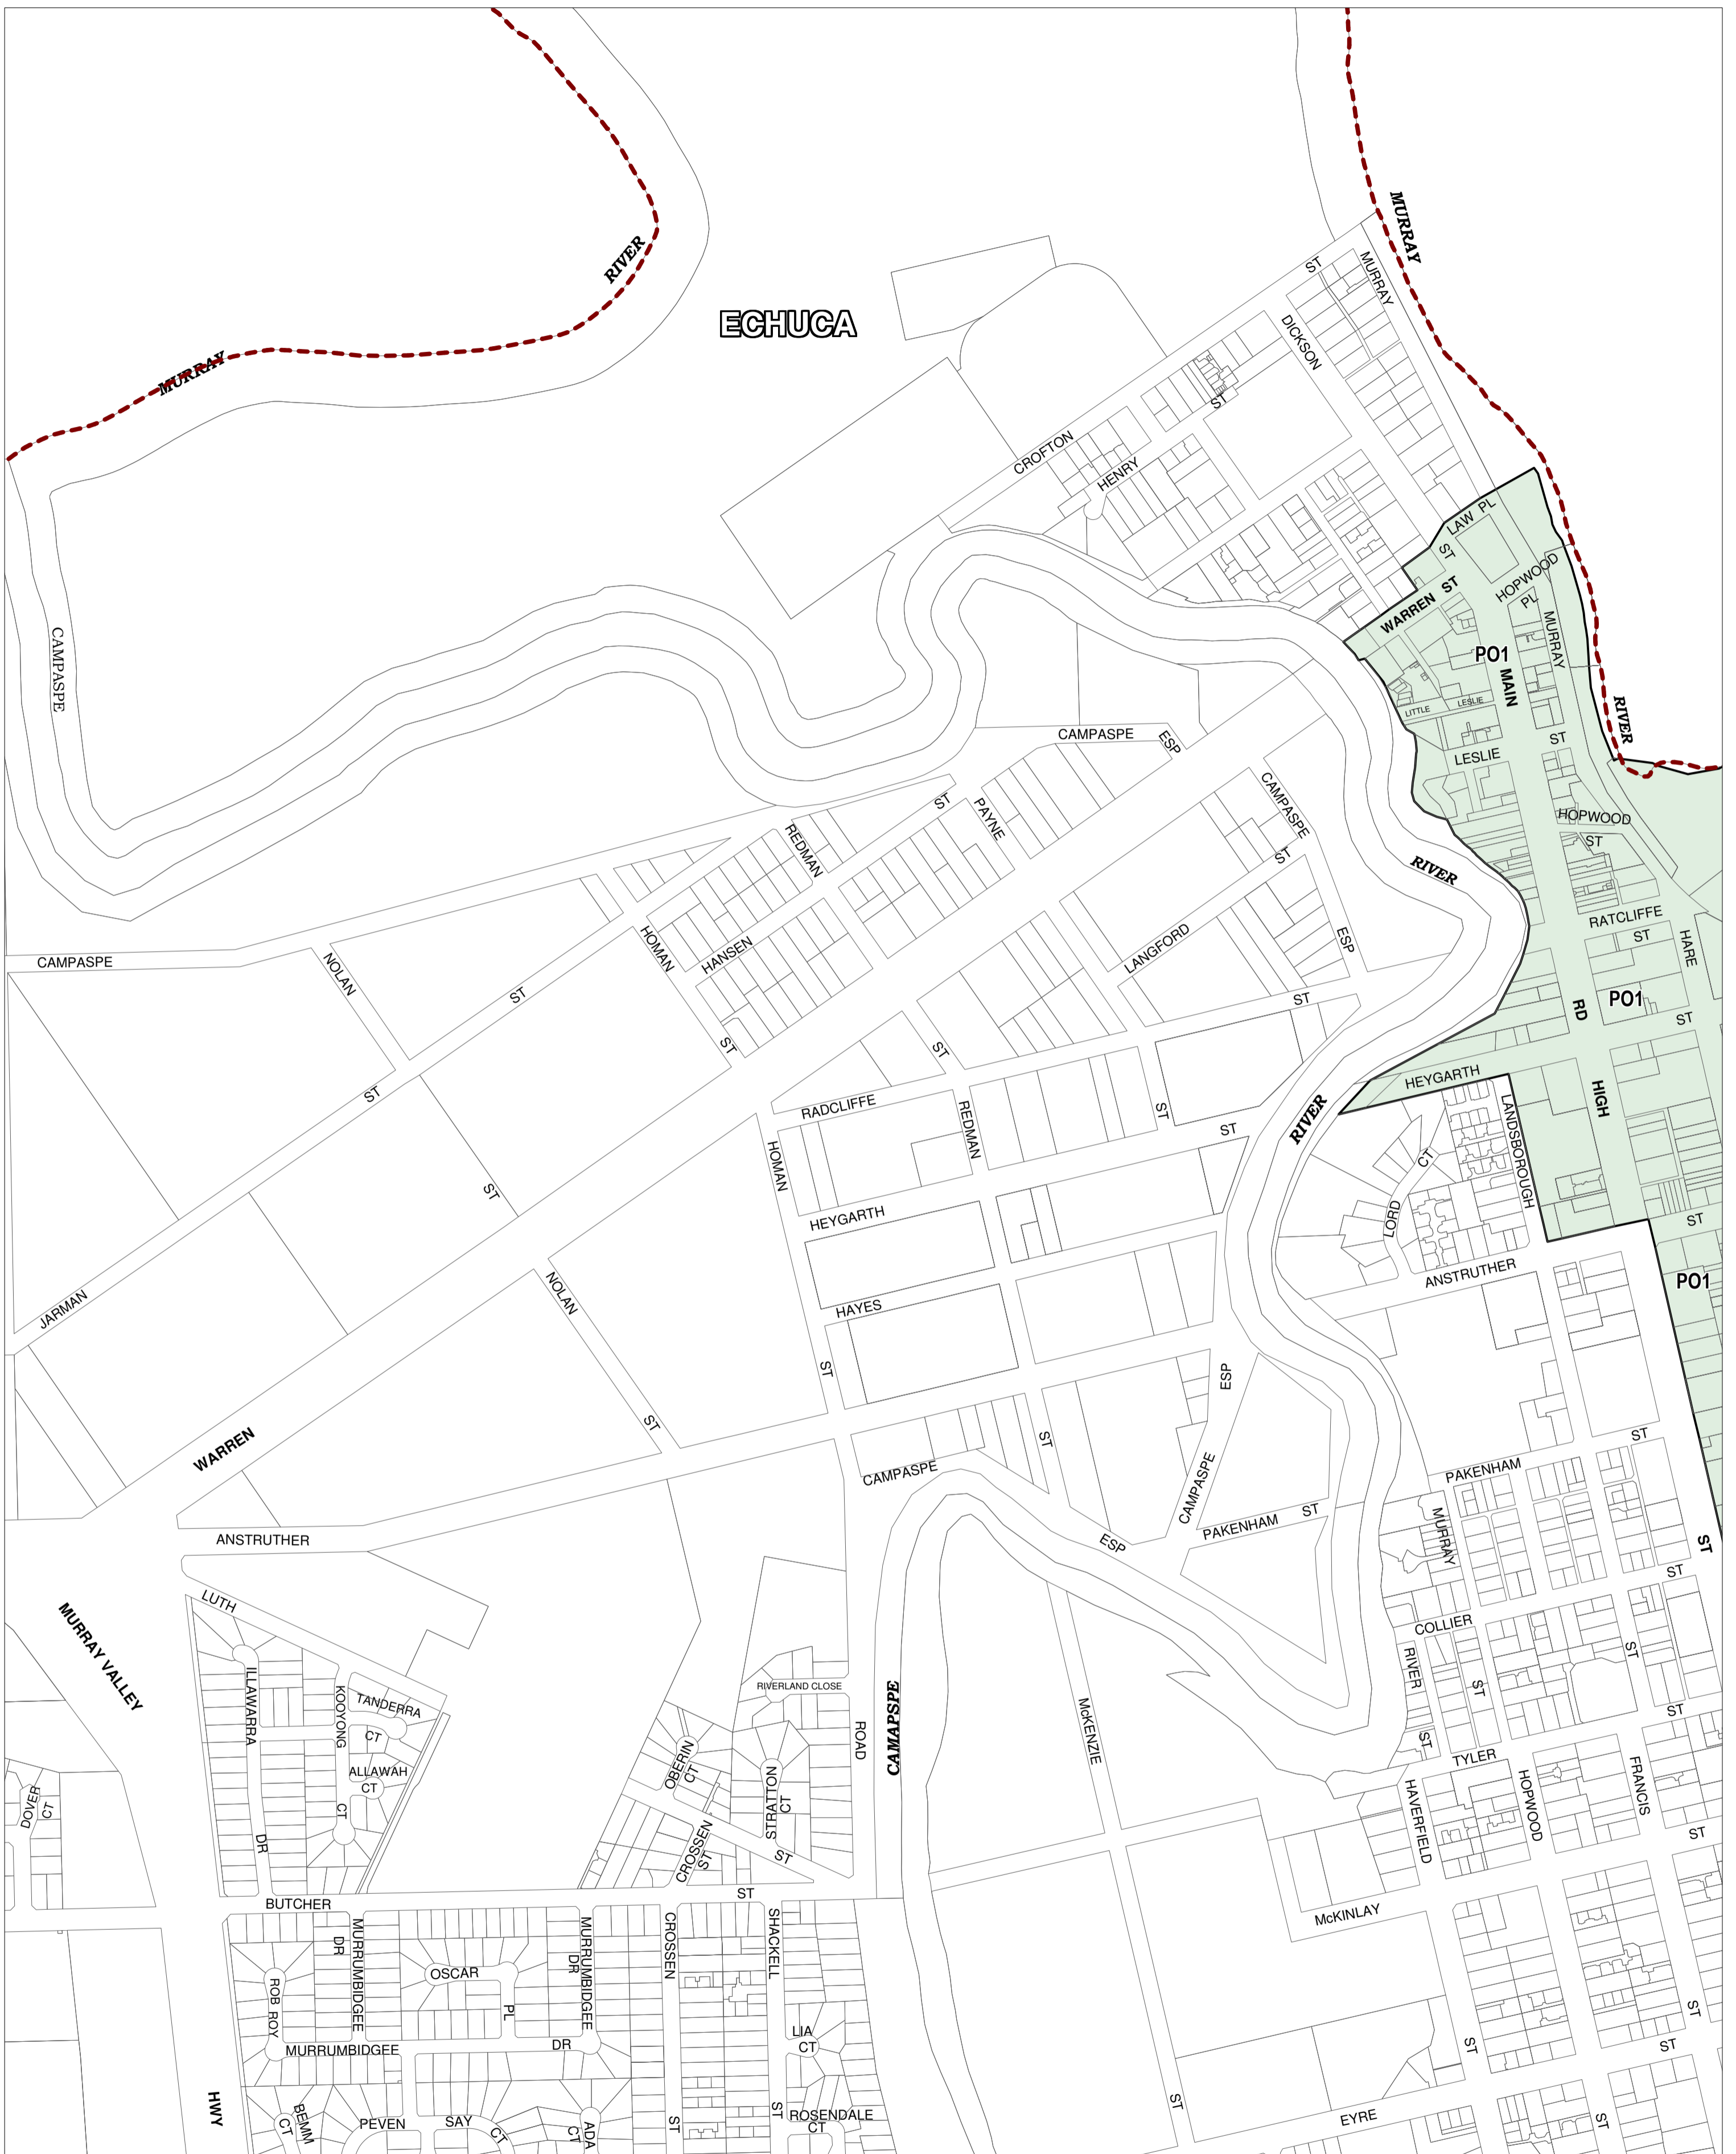 MURRAY
RIVER
ST
MURRAY
ECHUCA
DICKSON
MURRAY
ST
CROFTON
HENRY
LAW PL
ST
HOPWOOD
PL
WARREN ST
MURRAY
CAMPASPE
PO1
MAIN
LITTLE
LESLIE
RIVER
CAMPASPE
ESP
ST
LESLIE
CAMPASPE
ST
PAYNE
HOPWOOD
REDMAN
ST
ST
RIVER
RATCLIFFE
ST
HARE
HOMAN
HANSEN
LANGFORD
ESP
CAMPASPE
NOLAN
ST
ST
PO1
RD
ST
ST
ST
HEYGARTH
ST
RADCLIFFE
REDMAN
ST
RIVER
ST
HIGH
LANDSBOROUGH
CT
HOMAN
ST
LORD
HEYGARTH
ST
ANSTRUTHER
PO1
JARMAN
NOLAN
HAYES
ST
ESP
ST
ST
ST
WARREN
CAMPASPE
CAMPASPE
PAKENHAM
ST
PAKENHAM
MURRAY
ANSTRUTHER
ESP
ST
ST
LUTH
MURRAY VALLEY
COLLIER
ST
RIVER
ST
ILLAWARRA
KOOYONG
TANDERRA
CT
RIVERLAND CLOSE
CAMAPSPE
ROAD
McKENZIE
ST
ST
TYLER
ALLAWAH
CT
OBERIN
CT
STRATTON
CT
DOVER
CT
CT
DR
CROSSEN
ST
ST
HAVERFIELD
HOPWOOD
FRANCIS
ST
BUTCHER
ST
McKINLAY
DR
MURRUMBIDGEE
MURRUMBIDGEE
DR
CROSSEN
SHACKELL
OSCAR
ROB ROY
PL
LIA
CT
ST
MURRUMBIDGEE
DR
ST
ST
HWY
BEMM
CT
PEVEN
SAY
CT
ADA
CT
ST
ST
ROSENDALE
CT
ST
EYRE
ST